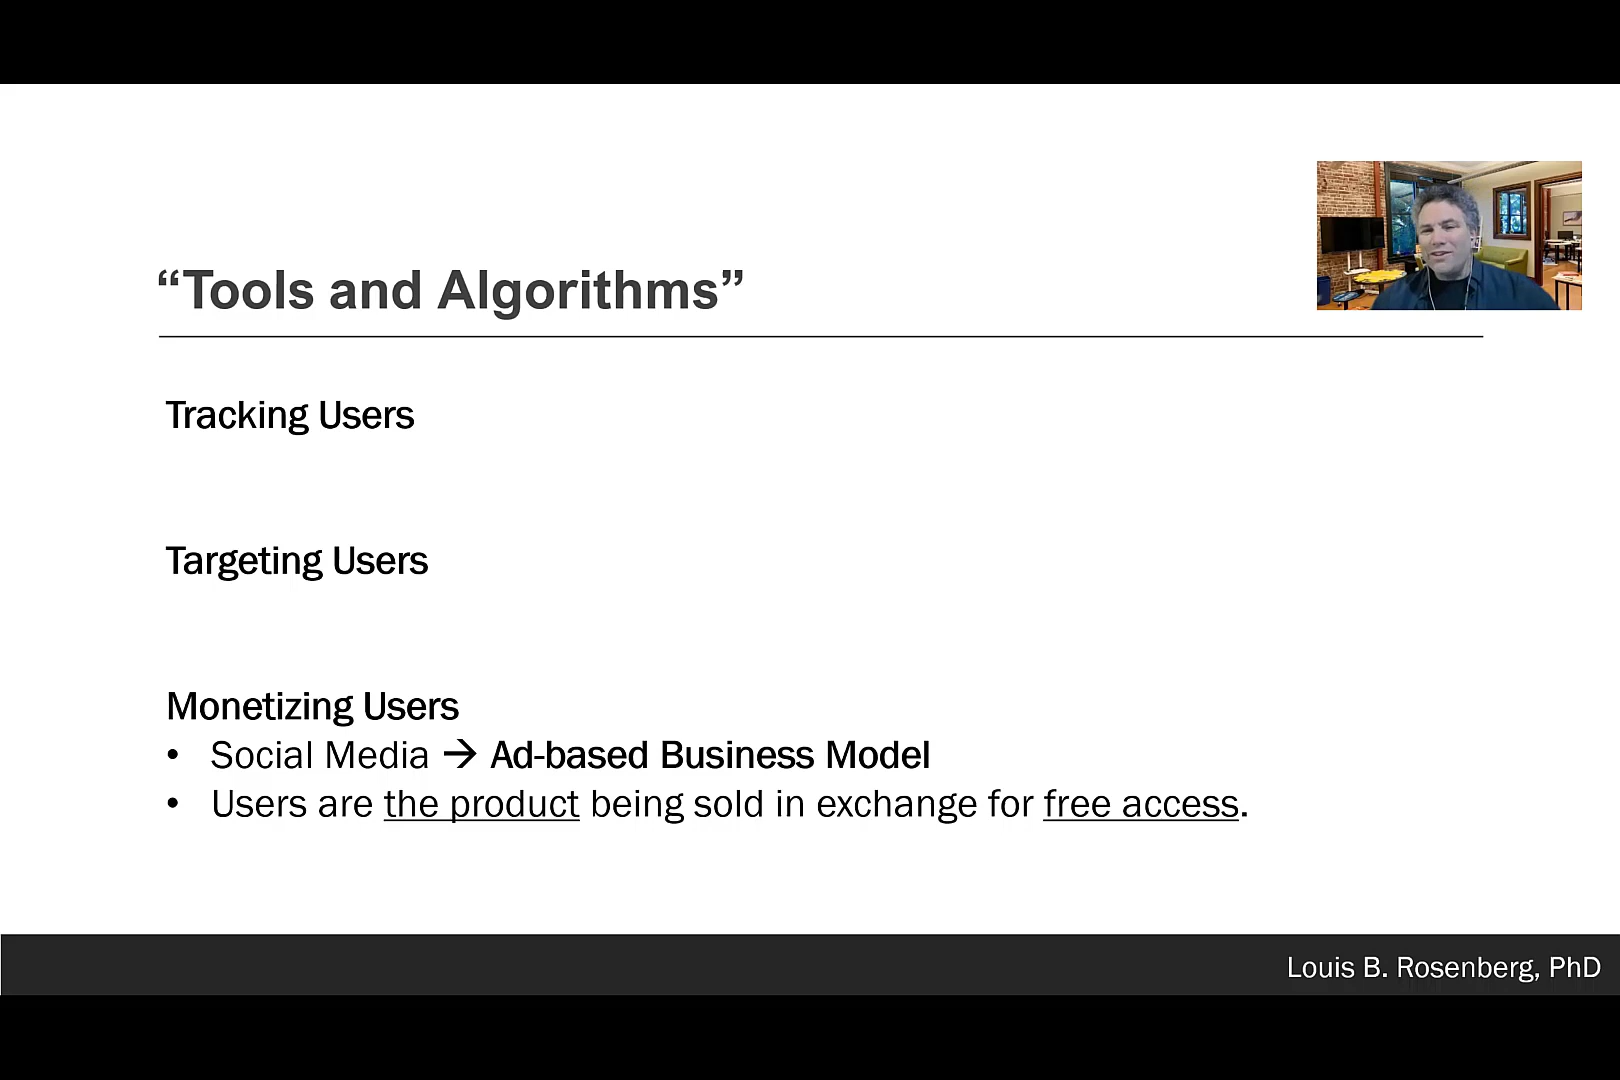 “Tools and Algorithms”
Tracking Users
Targeting Users
Monetizing Users
• Social Media → Ad-based Business Model
• Users are the product being sold in exchange for free access.
Louis B. Rosenberg, PhD